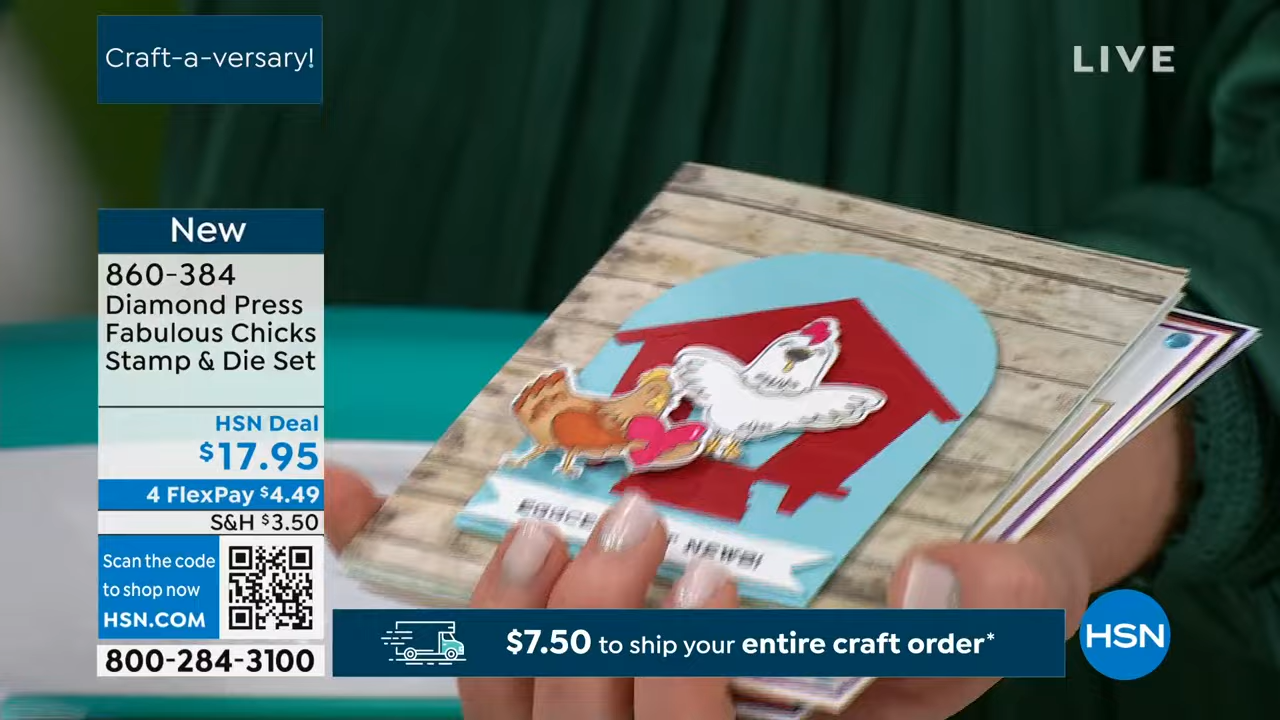 Craft-a-versary!
LIVE
New
860-384
Diamond Press
Fabulous Chicks
Stamp & Die Set
HSN Deal
$17.95
4 FlexPay $4.49
S&H $3.50
Scan the code
to shop now
HSN.COM
800-284-3100
$7.50 to ship your entire craft order*
HSN
NEWS!